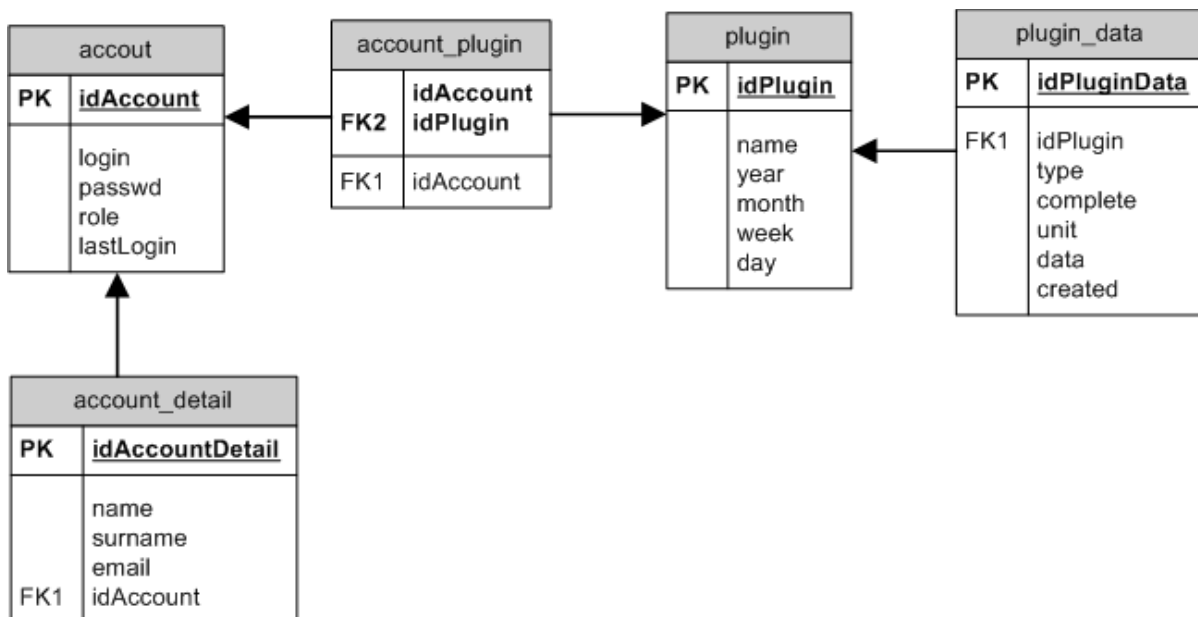 accout
PK idAccount
login
passwd
role
lastLogin
account_plugin
idAccount
FK2 idPlugin
FK1 idAccount
plugin
PK idPlugin
name
year
month
week
day
plugin_data
PK idPluginData
FK1 idPlugin
type
complete
unit
data
created
account_detail
PK idAccountDetail
name
surname
email
FK1 idAccount